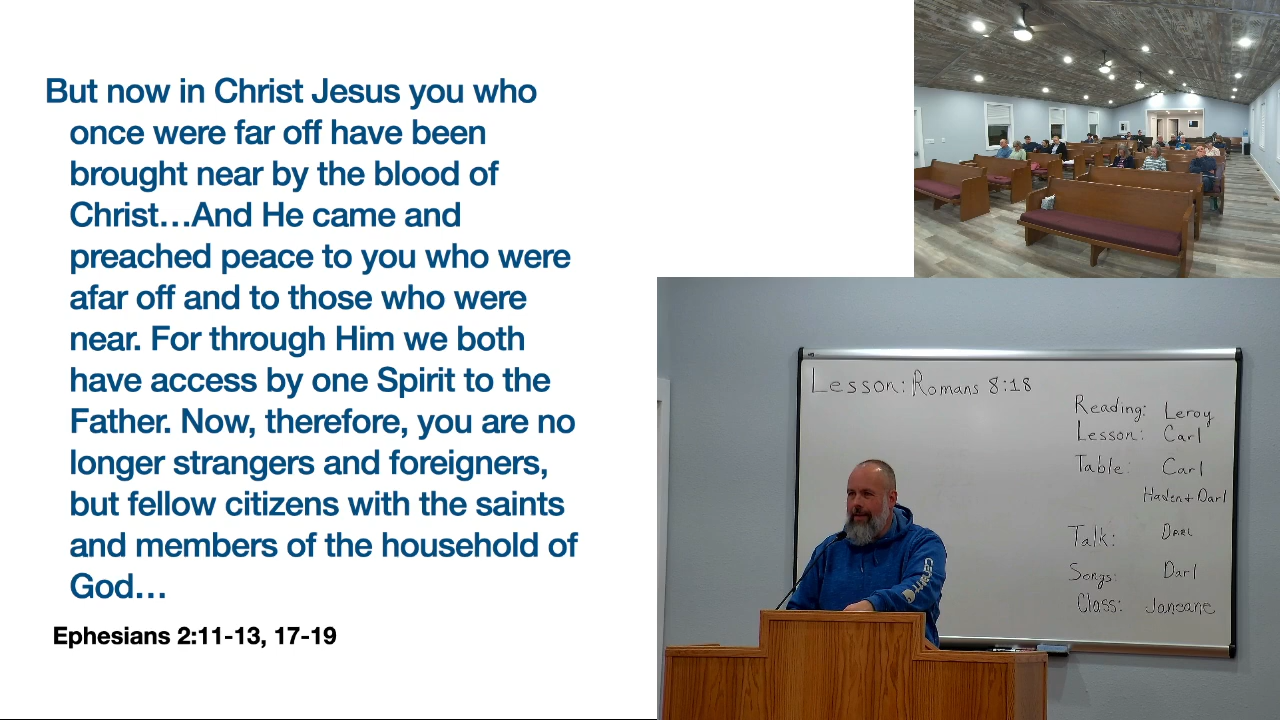 But now in Christ Jesus you who
once were far off have been
brought near by the blood of
Christ…And He came and
preached peace to you who were
afar off and to those who were
near. For through Him we both
have access by one Spirit to the
Father. Now, therefore, you are no
longer strangers and foreigners,
but fellow citizens with the saints
and members of the household of
God…
Ephesians 2:11-13, 17-19
Lesson: Romans 8:18
Reading: Leroy
Lesson: Carl
Table: Carl
Haden + Darl
Talk: Darl
Songs: Darl
Class: